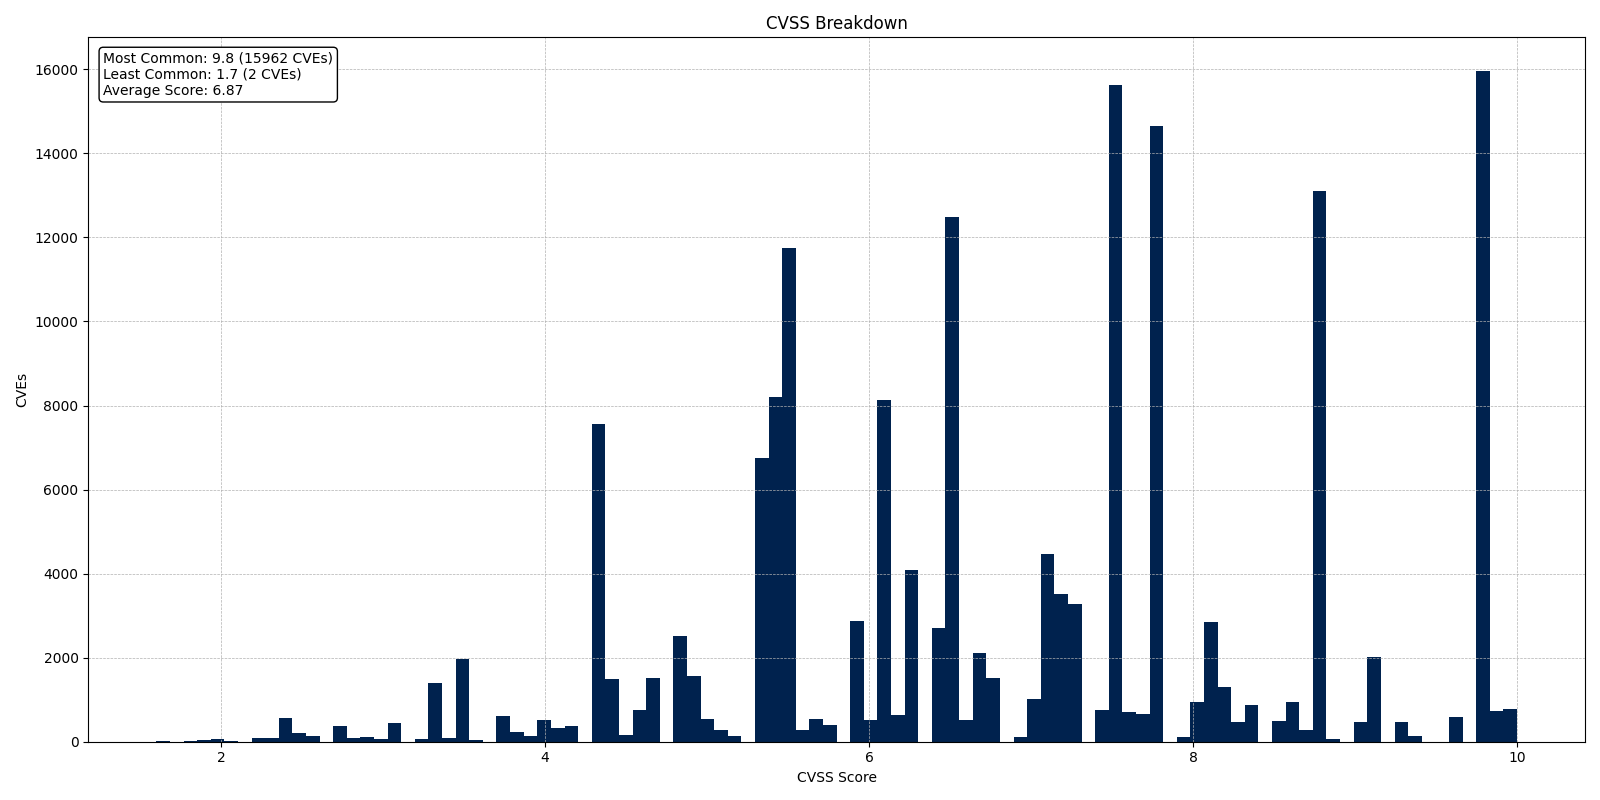 CVSS Breakdown
Most Common: 9.8 (15962 CVEs)
Least Common: 1.7 (2 CVEs)
Average Score: 6.87
16000
14000
12000
10000
8000
6000
4000
2000
0
CVEs
2 4 6 8 10
CVSS Score